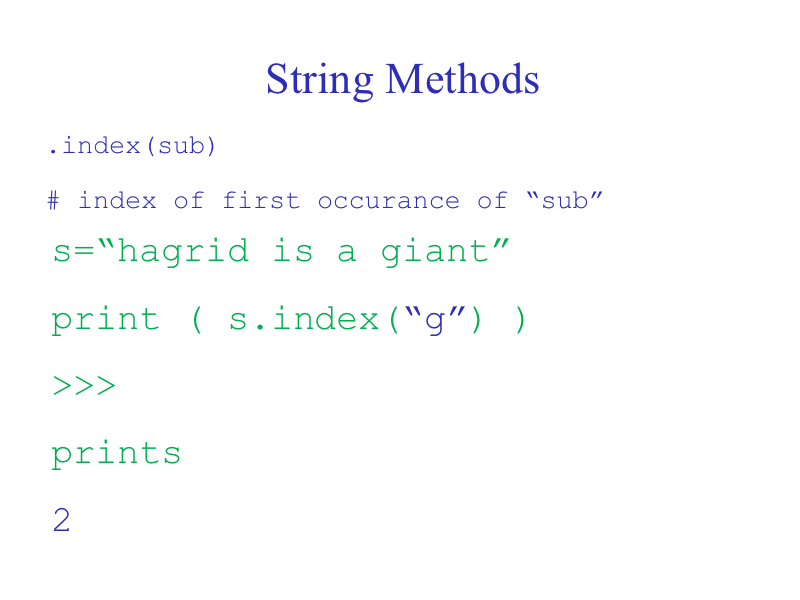 String Methods
.index(sub)
# index of first occurance of “sub”
s=“hagrid is a giant”
print ( s.index(“g”) )
>>>
prints
2